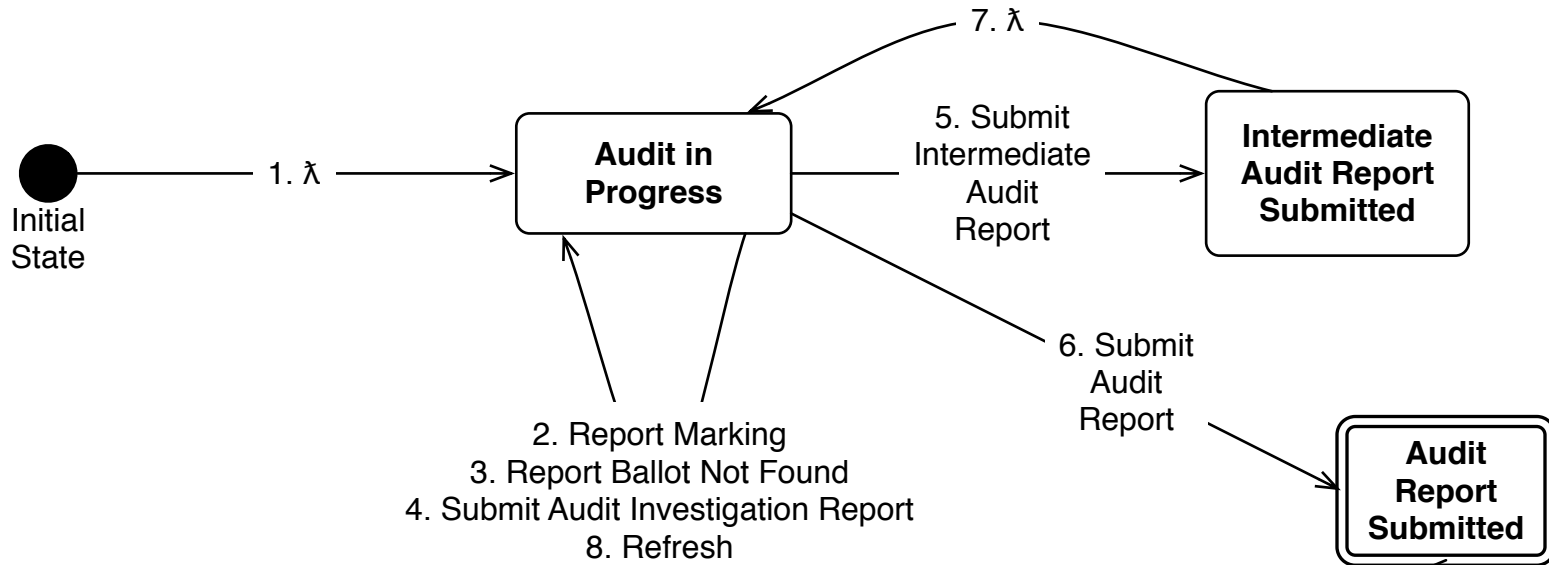 7. ƛ
5. Submit
Intermediate
Audit
Report
Intermediate
Audit Report
Submitted
Audit in
Progress
1. ƛ
Initial
State
6. Submit
Audit
Report
2. Report Marking
3. Report Ballot Not Found
4. Submit Audit Investigation Report
8. Refresh
Audit
Report
Submitted